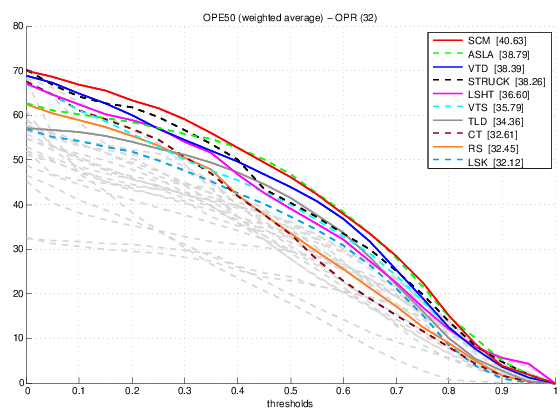 OPE50 (weighted average) − OPR (32)
80
70
60
50
40
30
20
10
0
0 0.1 0.2 0.3 0.4 0.5 0.6 0.7 0.8 0.9 1
thresholds
SCM [40.63]
ASLA [38.79]
VTD [38.39]
STRUCK [38.26]
LSHT [36.60]
VTS [35.79]
TLD [34.36]
CT [32.61]
RS [32.45]
LSK [32.12]